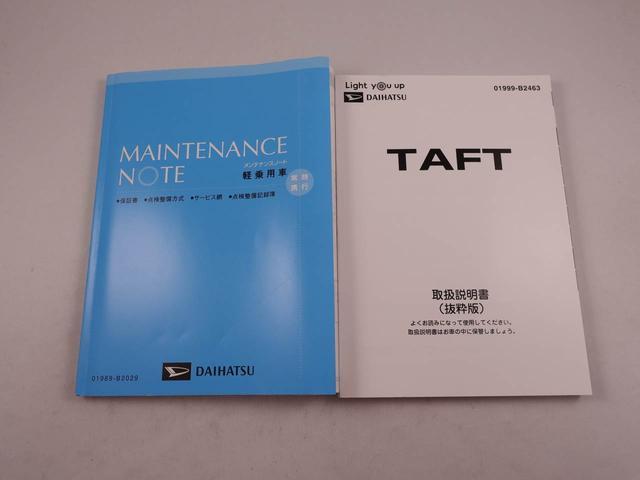 MAINTENANCE
NOTE
メンテナンスノート
軽乗用車
常時
携行
●保証書 ●点検整備方式 ●サービス網 ●点検整備記録簿
DAIHATSU
01989-B2029
Light you up
DAIHATSU
01999-B2463
TAFT
取扱説明書
（抜粋版）
よくお読みになって使用してください。
取扱説明書はお車の中に保管しましょう。